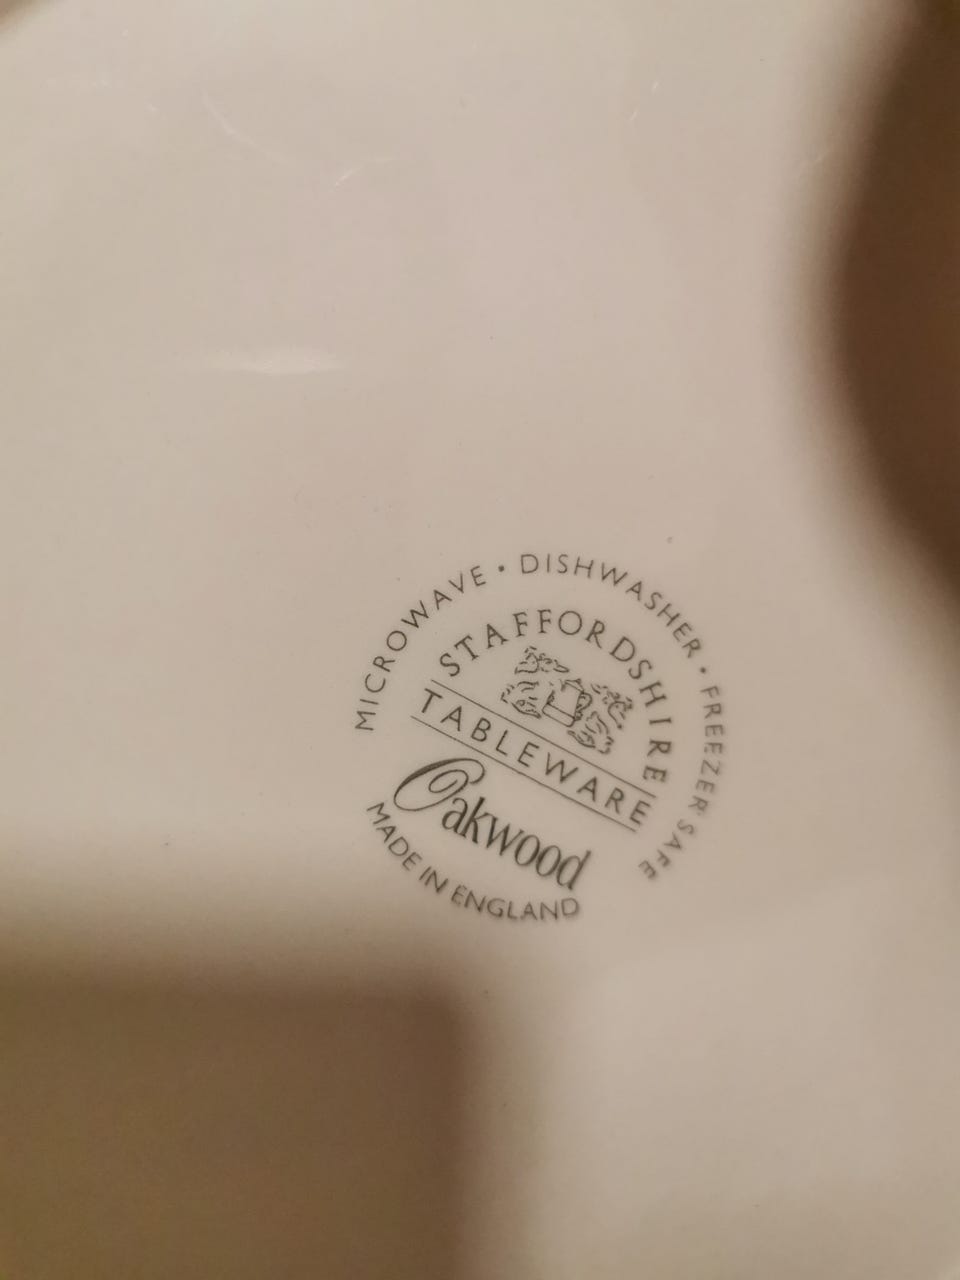 MICROWAVE • DISHWASHER • FREEZER SAFE
STAFFORDSHIRE
TABLEWARE
Oakwood
MADE IN ENGLAND